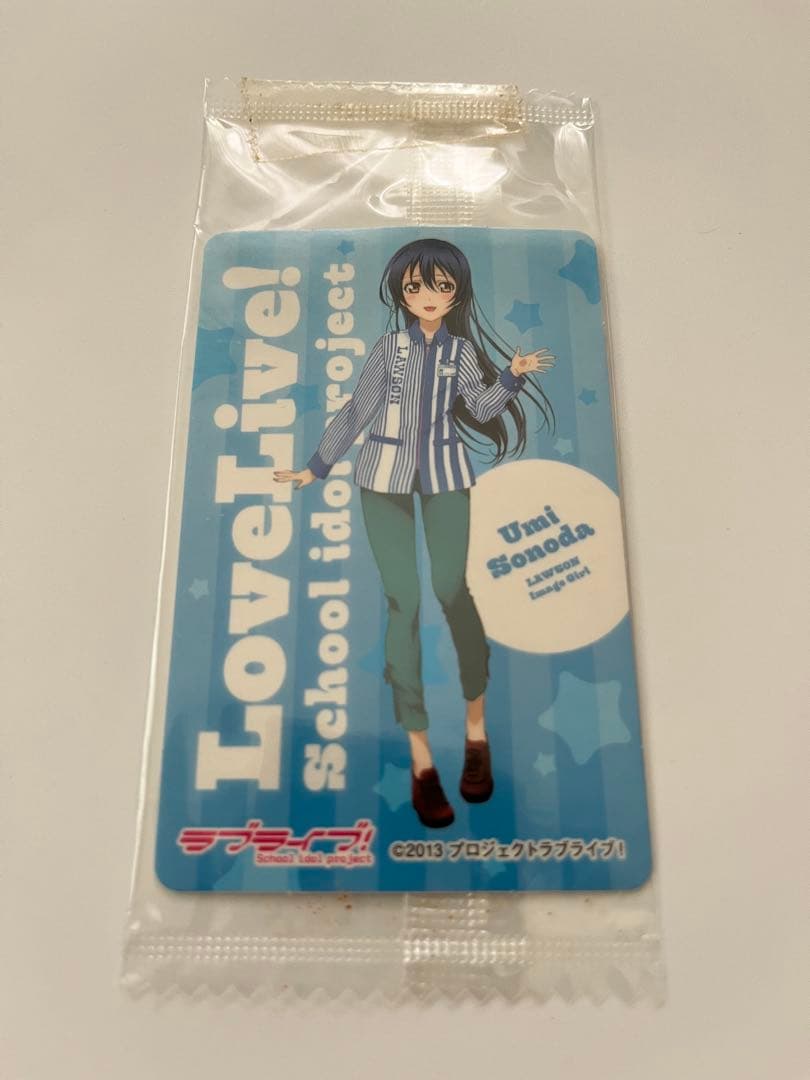 LoveLive!
School idol project
LAWSON
Umi
Sonoda
LAWSON
Image Girl
ラブライブ!
School idol project
©2013 プロジェクトラブライブ!